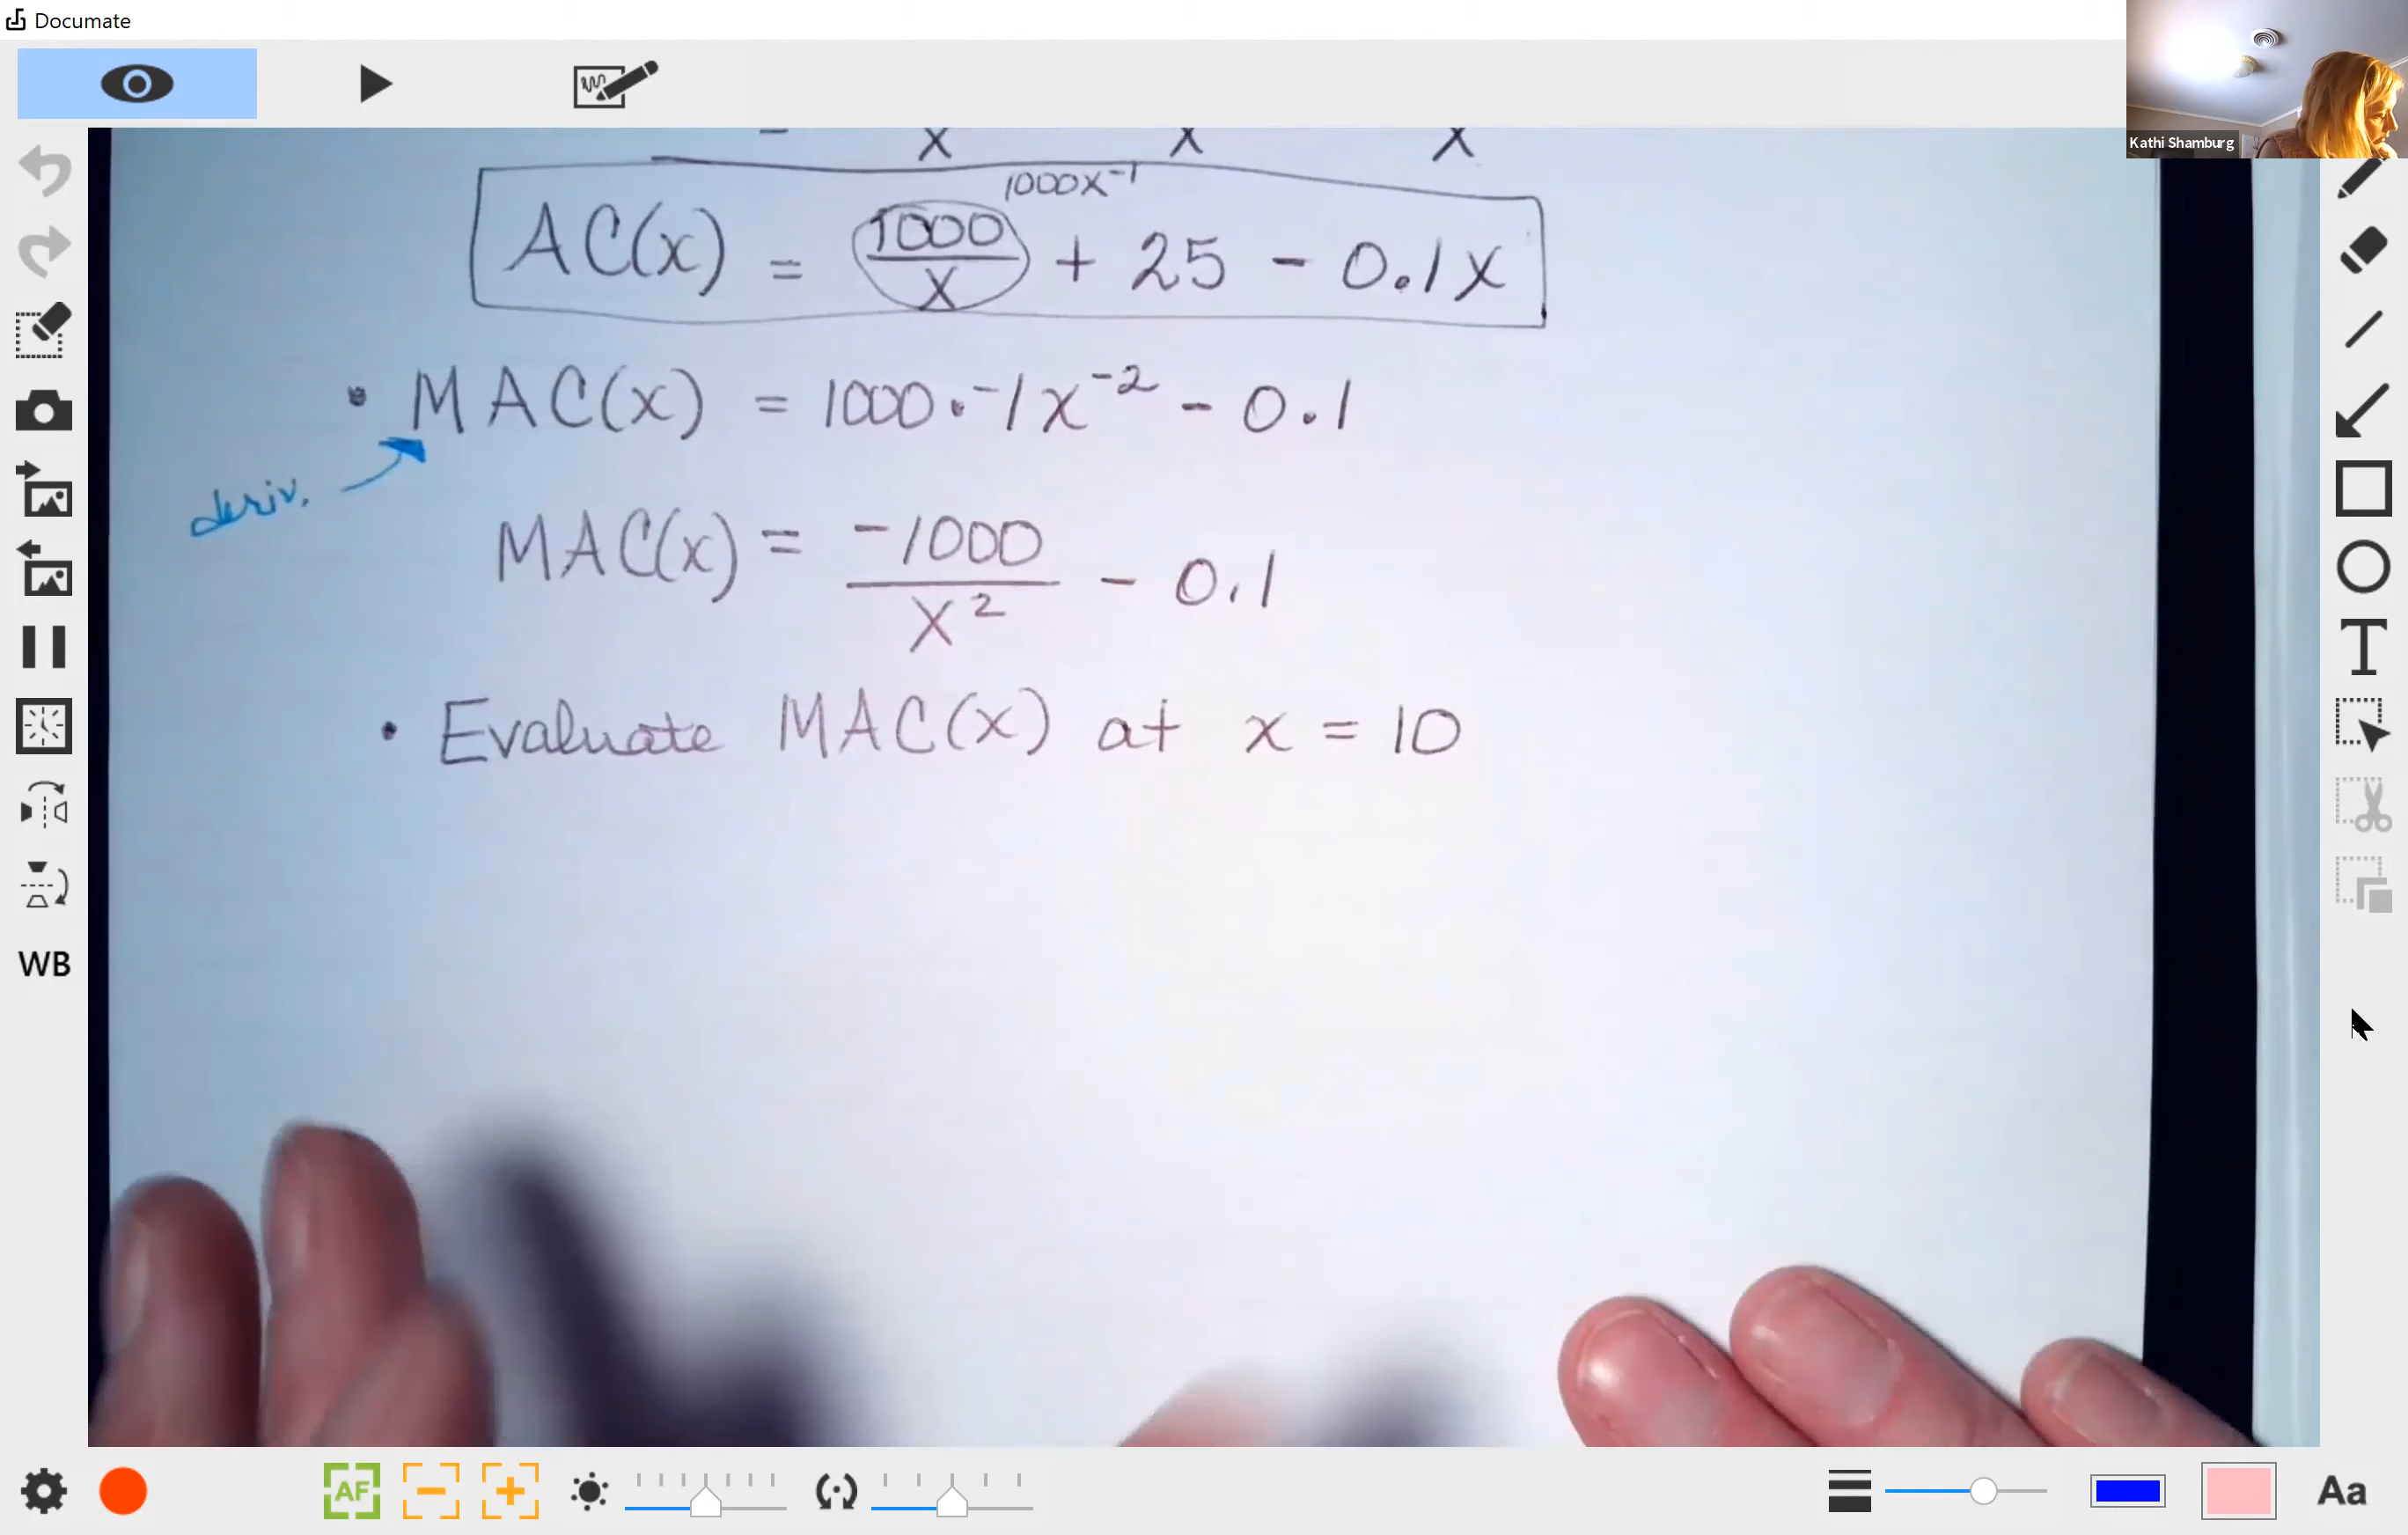 Documate
Kathi Shamburg
= x x x
1000x⁻¹
AC(x) = 1000/x + 25 - 0.1x
• MAC(x) = 1000·⁻1x⁻² - 0.1
deriv.
MAC(x) = -1000/x² - 0.1
• Evaluate MAC(x) at x = 10
T
WB
AF
Aa